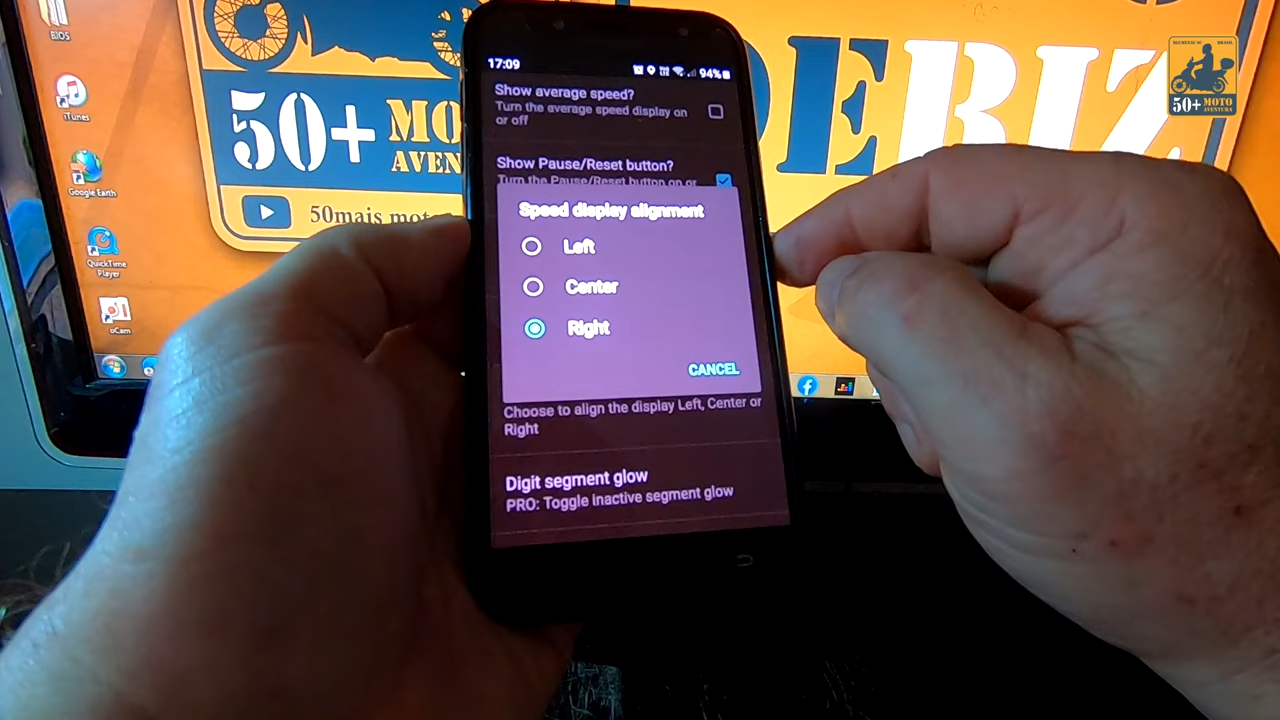 BIOS
iTunes
Google Earth
QuickTime
Player
oCam
50+ MO
AVEN
50mais mot
DEBIZ
17:09
94%
Show average speed?
Turn the average speed display on
or off
Show Pause/Reset button?
Turn the Pause/Reset button on or
Speed display alignment
Left
Center
Right
CANCEL
Choose to align the display Left, Center or
Right
Digit segment glow
PRO: Toggle inactive segment glow
50+ MOTO
AVENTURA